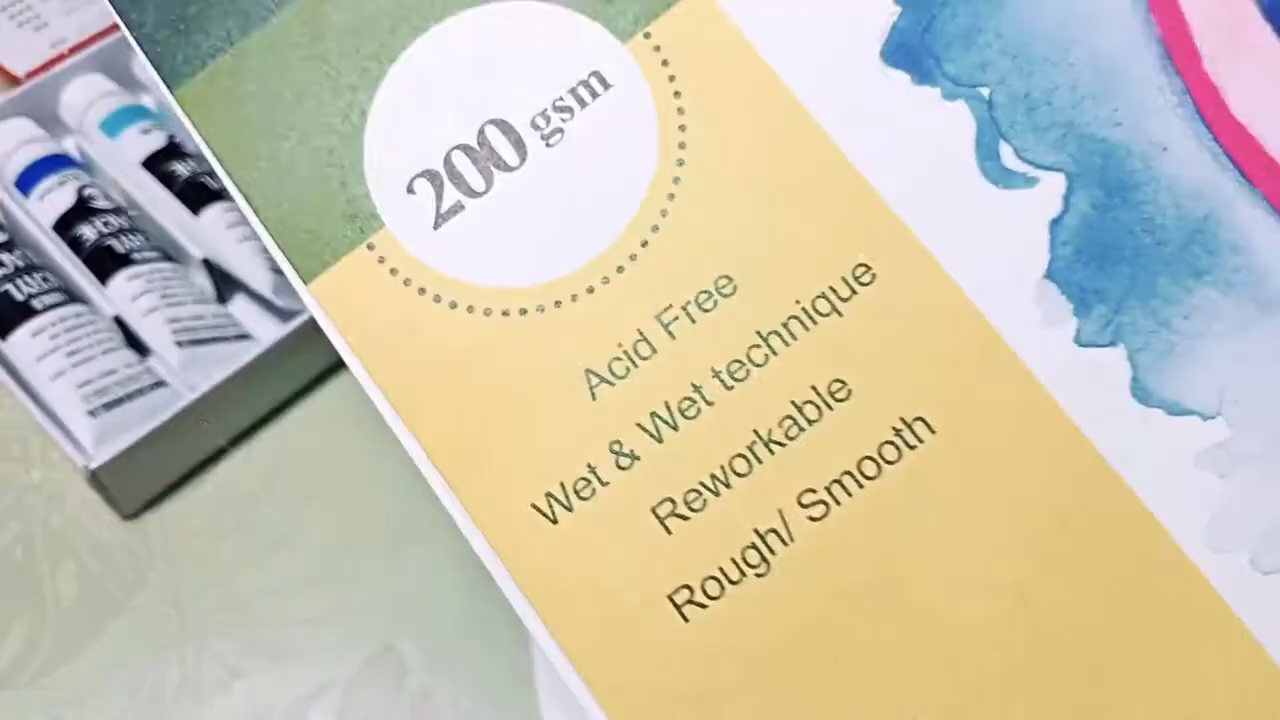 200 gsm
Acid Free
Wet & Wet technique
Reworkable
Rough/ Smooth